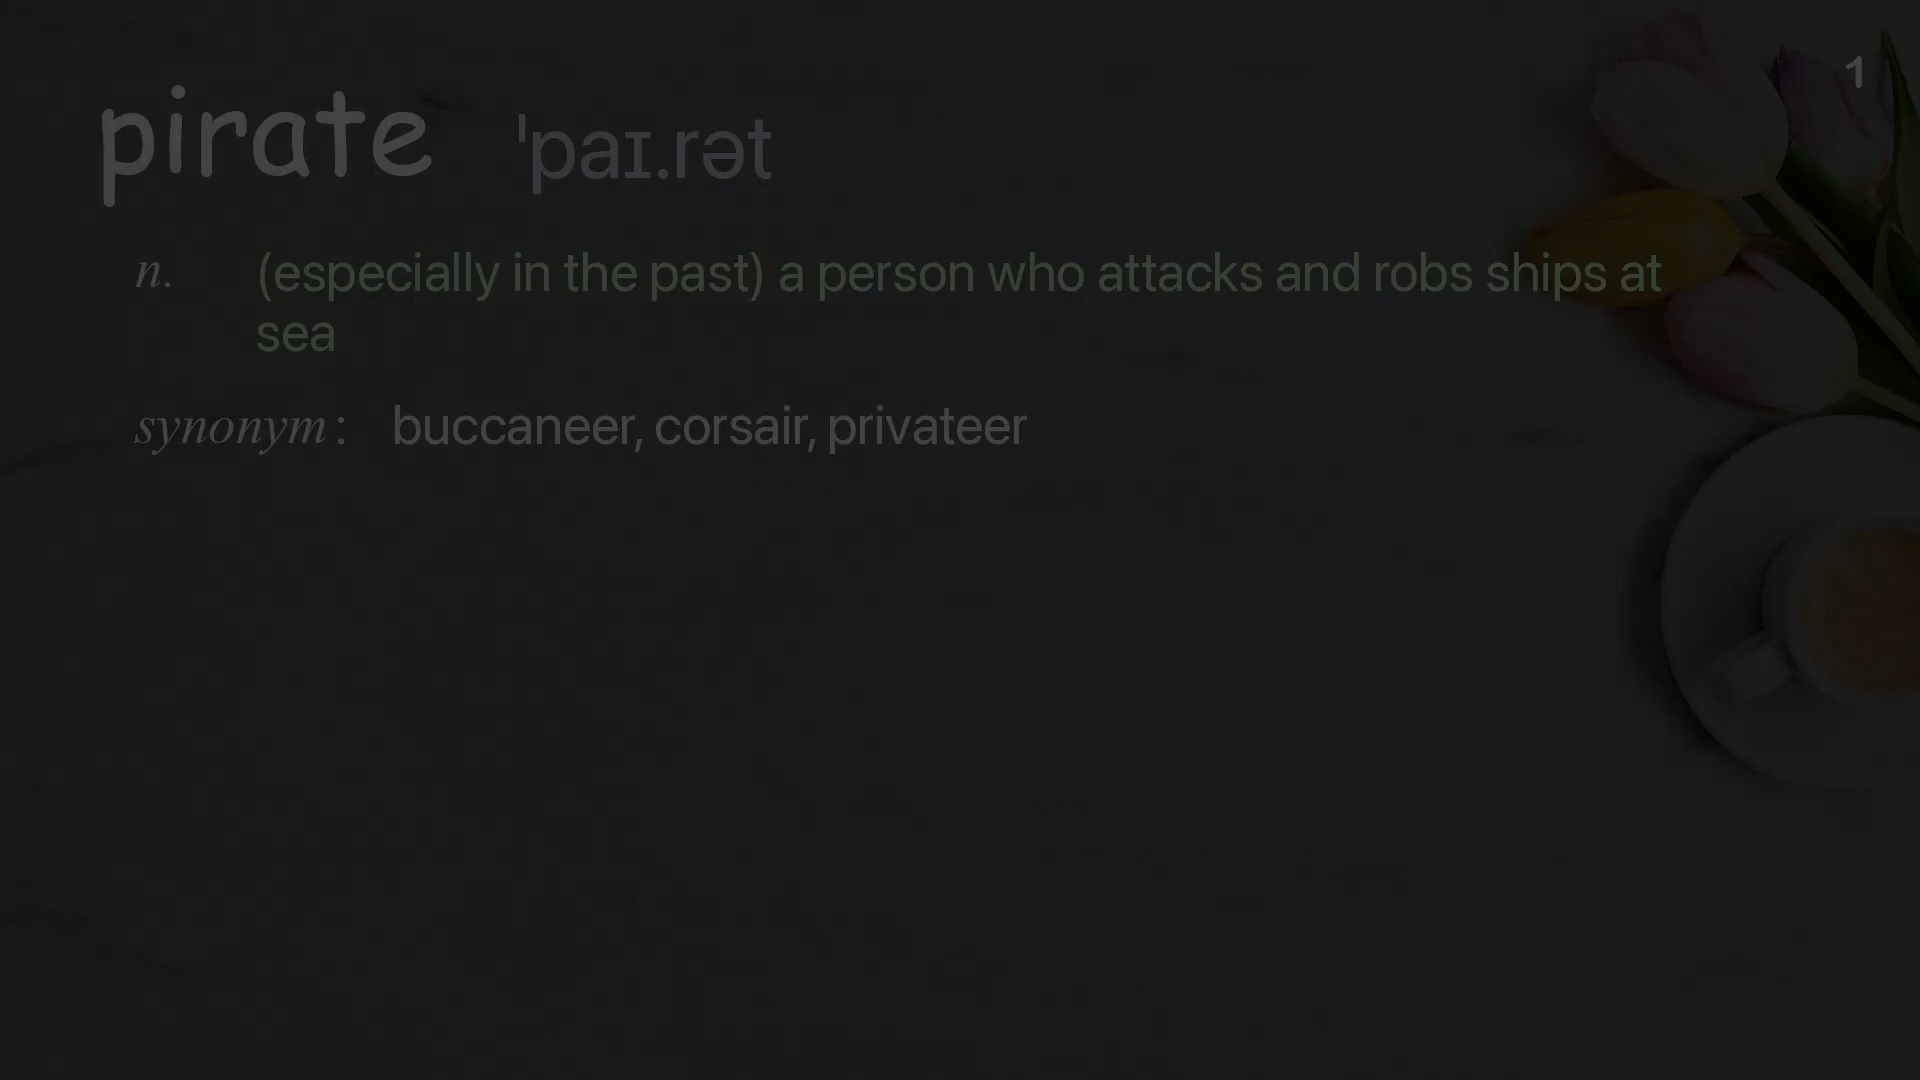 1
pirate ˈpaɪ.rət
n. (especially in the past) a person who attacks and robs ships at
sea
synonym: buccaneer, corsair, privateer